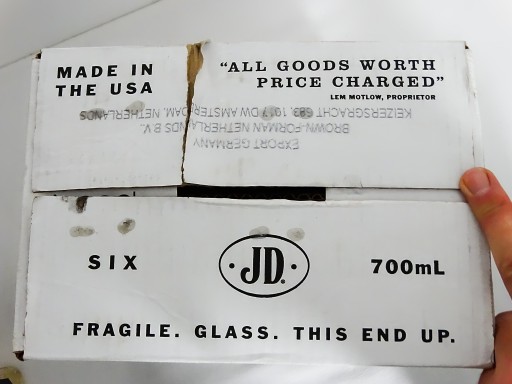 MADE IN
THE USA
“ALL GOODS WORTH
PRICE CHARGED”
LEM MOTLOW, PROPRIETOR
EXPORT GERMANY
BROWN-FORMAN NETHERLANDS B.V.
KEIZERSGRACHT 683, 1017 DW AMSTERDAM, NETHERLANDS
SIX
·JD.·
700mL
FRAGILE. GLASS. THIS END UP.